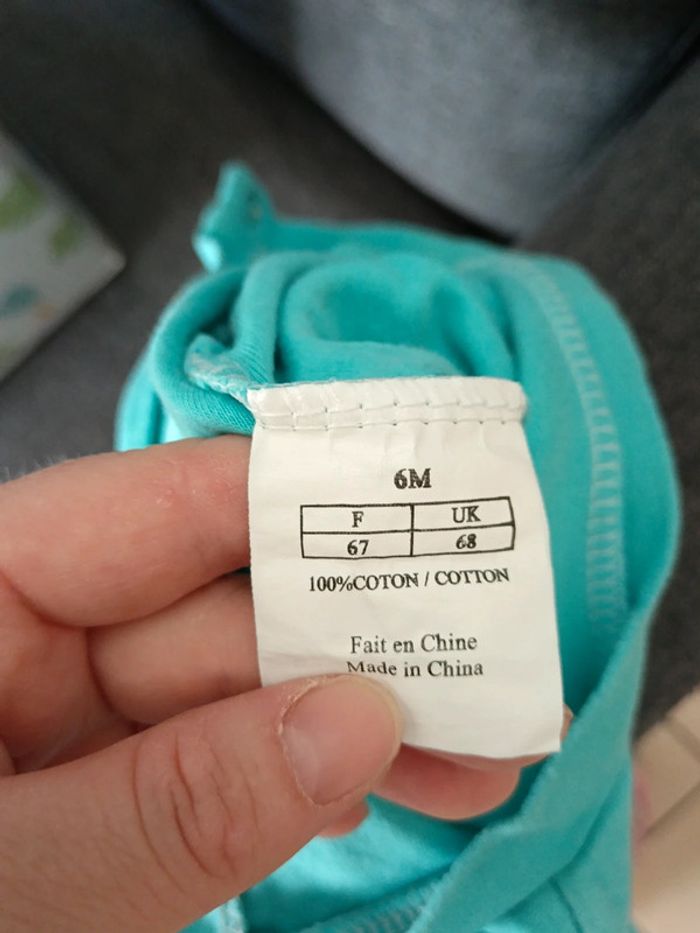 6M
F UK
67 68
100%COTON / COTTON
Fait en Chine
Made in China